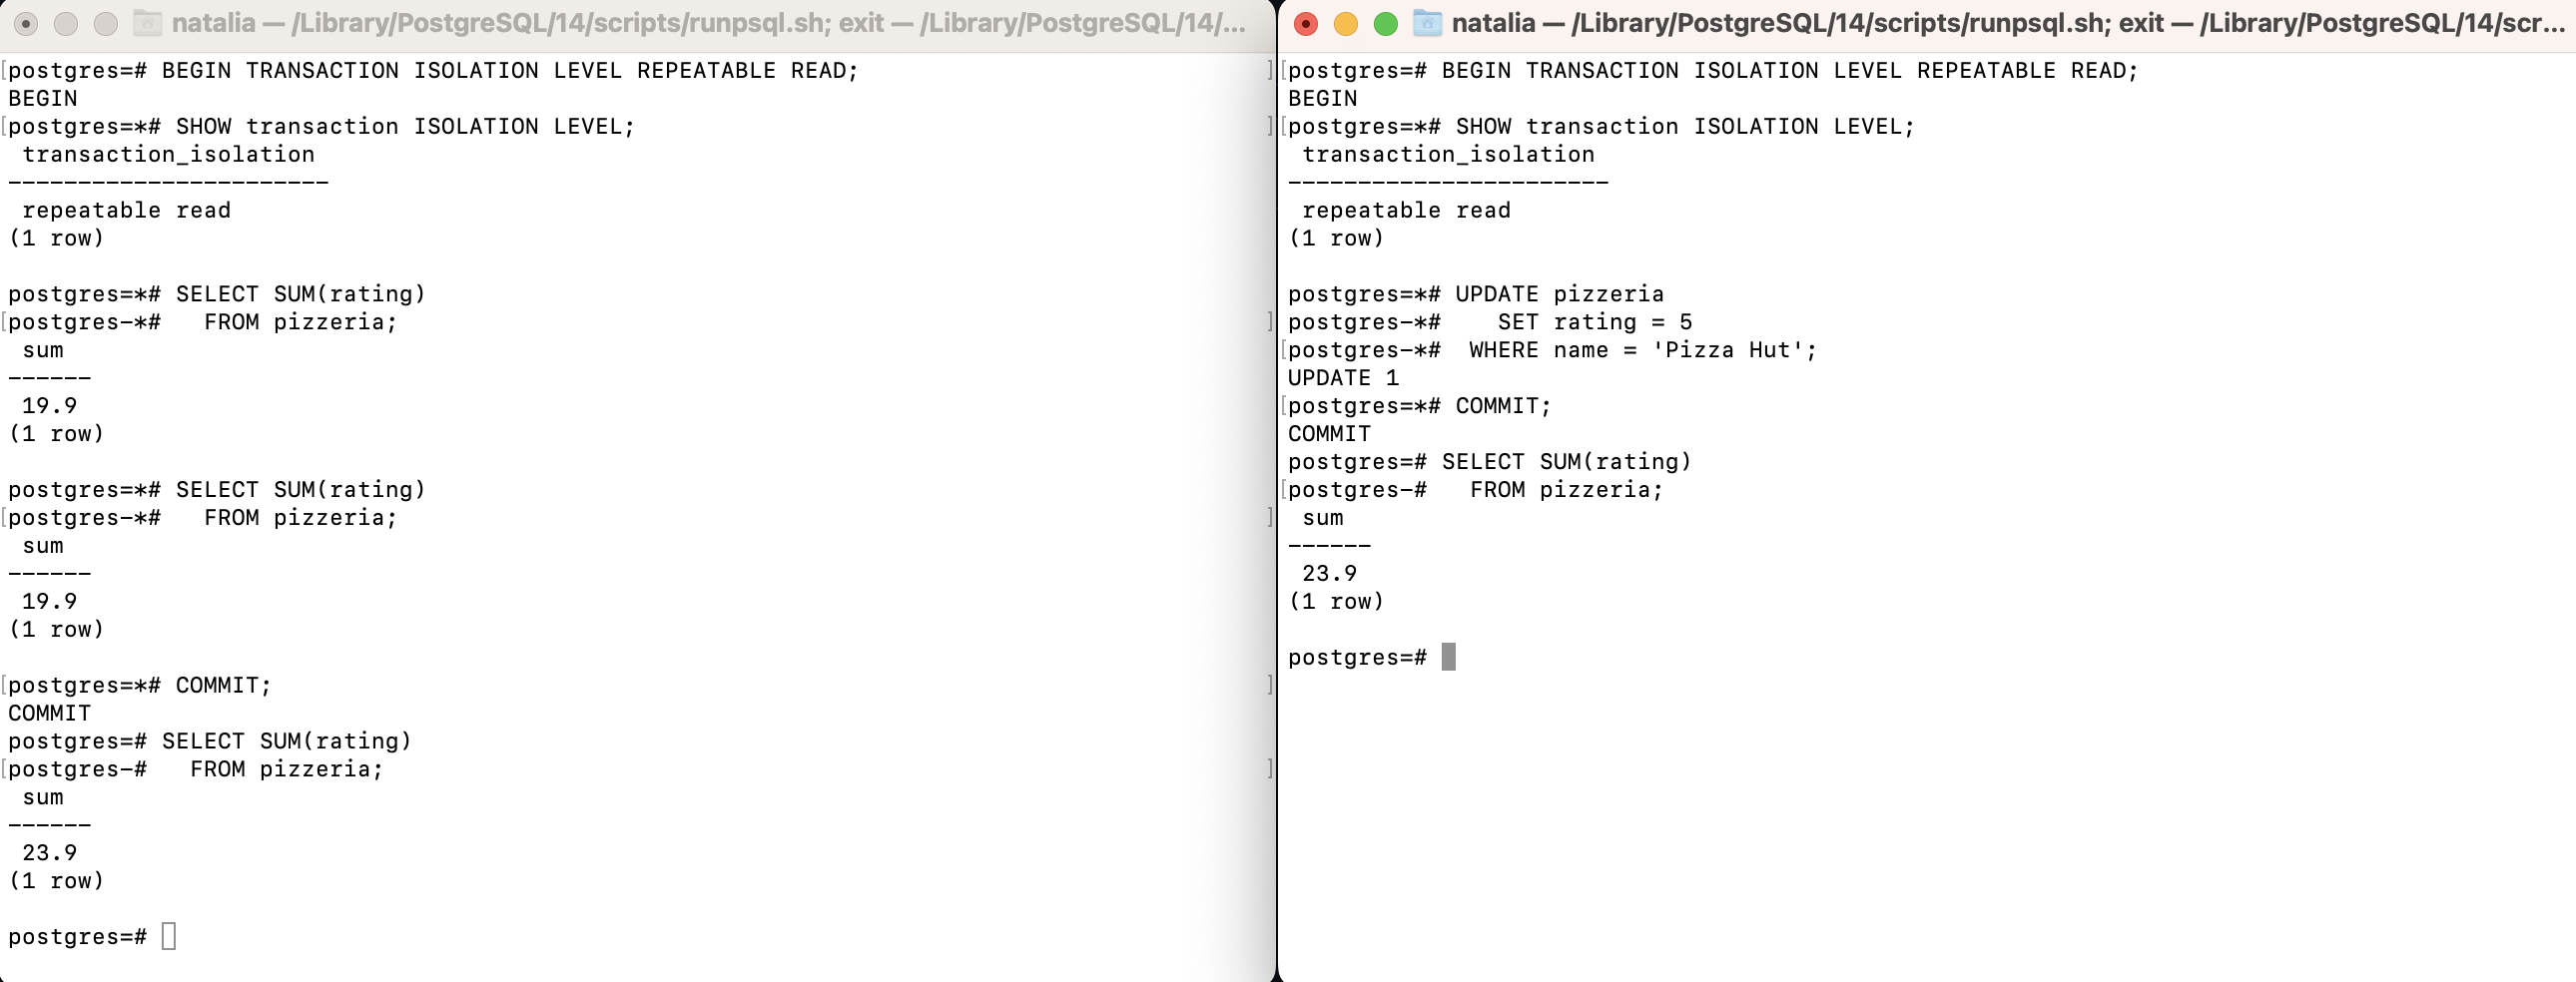 natalia — /Library/PostgreSQL/14/scripts/runpsql.sh; exit — /Library/PostgreSQL/14/...
[postgres=# BEGIN TRANSACTION ISOLATION LEVEL REPEATABLE READ; ]
BEGIN
[postgres=*# SHOW transaction ISOLATION LEVEL; ]
 transaction_isolation
-----------------------
 repeatable read
(1 row)

postgres=*# SELECT SUM(rating)
[postgres-*#   FROM pizzeria; ]
 sum
------
 19.9
(1 row)

postgres=*# SELECT SUM(rating)
[postgres-*#   FROM pizzeria; ]
 sum
------
 19.9
(1 row)

[postgres=*# COMMIT; ]
COMMIT
postgres=# SELECT SUM(rating)
[postgres-#   FROM pizzeria; ]
 sum
------
 23.9
(1 row)

postgres=#
natalia — /Library/PostgreSQL/14/scripts/runpsql.sh; exit — /Library/PostgreSQL/14/scr...
[postgres=# BEGIN TRANSACTION ISOLATION LEVEL REPEATABLE READ;
BEGIN
[postgres=*# SHOW transaction ISOLATION LEVEL;
 transaction_isolation
-----------------------
 repeatable read
(1 row)

postgres=*# UPDATE pizzeria
postgres-*#    SET rating = 5
[postgres-*#  WHERE name = 'Pizza Hut';
UPDATE 1
[postgres=*# COMMIT;
COMMIT
postgres=# SELECT SUM(rating)
[postgres-#   FROM pizzeria;
 sum
------
 23.9
(1 row)

postgres=#